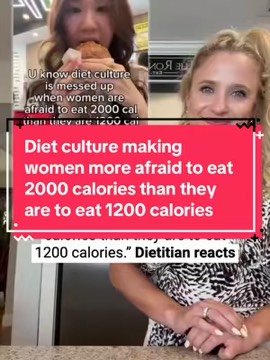 U know diet culture
is messed up
when women are
afraid to eat 2000 cal
than they are 1200 cal
Diet culture making
women more afraid to eat
2000 calories than they
are to eat 1200 calories
1200 calories.” Dietitian reacts